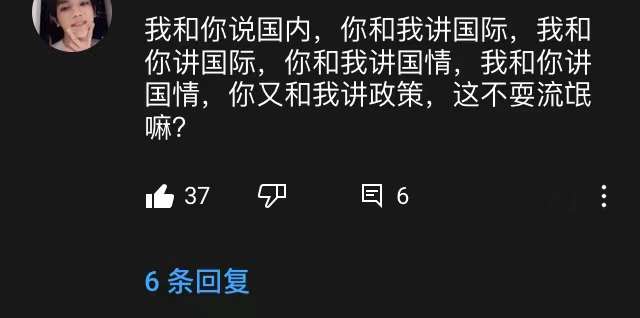 我和你说国内，你和我讲国际，我和
你讲国际，你和我讲国情，我和你讲
国情，你又和我讲政策，这不耍流氓
嘛？
37
6
6 条回复